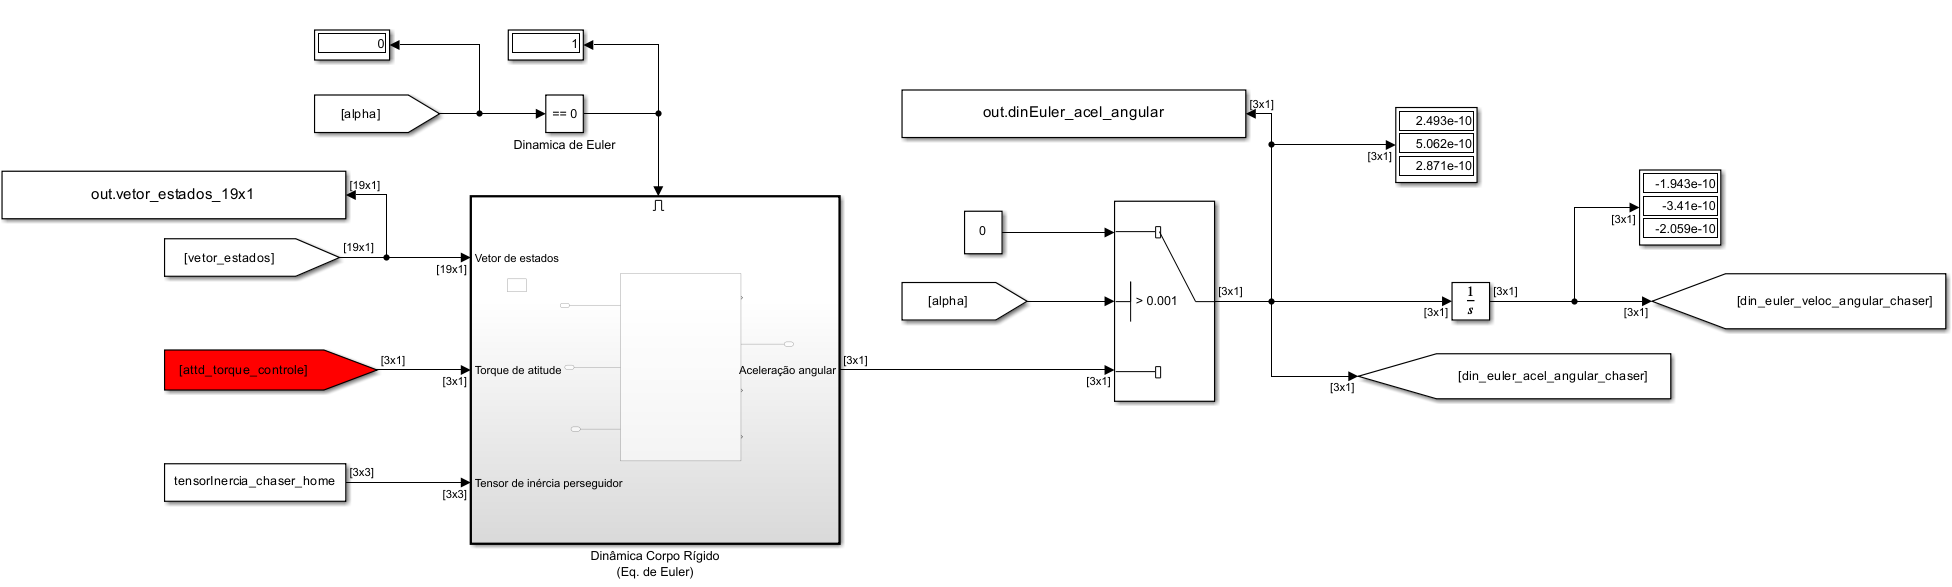 0
1
[alpha]
== 0
Dinamica de Euler
out.vetor_estados_19x1
[19x1]
[vetor_estados]
[19x1]
[19x1]
Vetor de estados
[attd_torque_controle]
[3x1]
[3x1]
Torque de atitude
tensorInercia_chaser_home
[3x3]
[3x3]
Tensor de inércia perseguidor
Aceleração angular
[3x1]
Dinâmica Corpo Rígido
(Eq. de Euler)
out.dinEuler_acel_angular
[3x1]
[3x1]
2.493e-10
5.062e-10
2.871e-10
0
[alpha]
> 0.001
[3x1]
[3x1]
[3x1]
1
s
[3x1]
[3x1]
-1.943e-10
-3.41e-10
-2.059e-10
[3x1]
[din_euler_veloc_angular_chaser]
[3x1]
[din_euler_acel_angular_chaser]